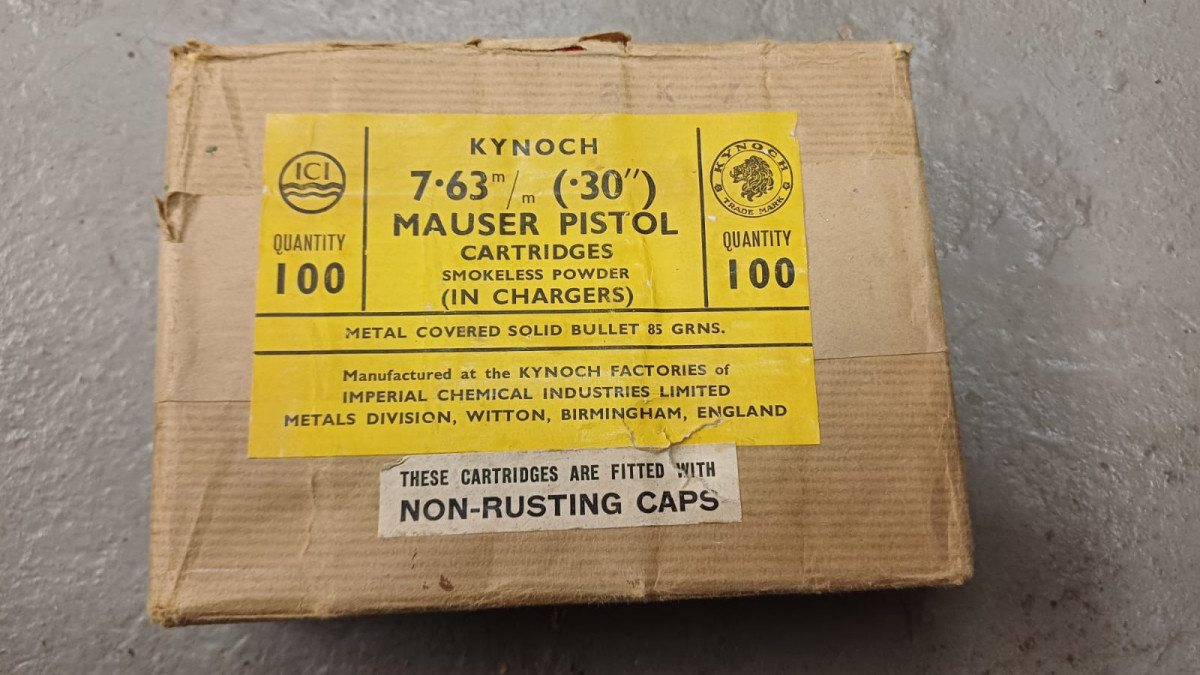 ICI
QUANTITY
100
KYNOCH
7·63 m/m (·30")
MAUSER PISTOL
CARTRIDGES
SMOKELESS POWDER
(IN CHARGERS)
KYNOCH
TRADE MARK
QUANTITY
100
METAL COVERED SOLID BULLET 85 GRNS.
Manufactured at the KYNOCH FACTORIES of
IMPERIAL CHEMICAL INDUSTRIES LIMITED
METALS DIVISION, WITTON, BIRMINGHAM, ENGLAND
THESE CARTRIDGES ARE FITTED WITH
NON-RUSTING CAPS